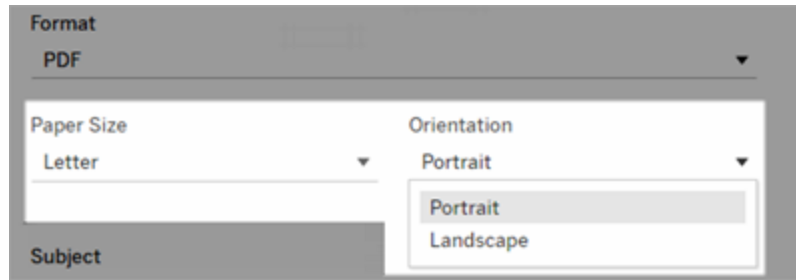 Format
PDF
Paper Size
Letter
Orientation
Portrait
Portrait
Landscape
Subject